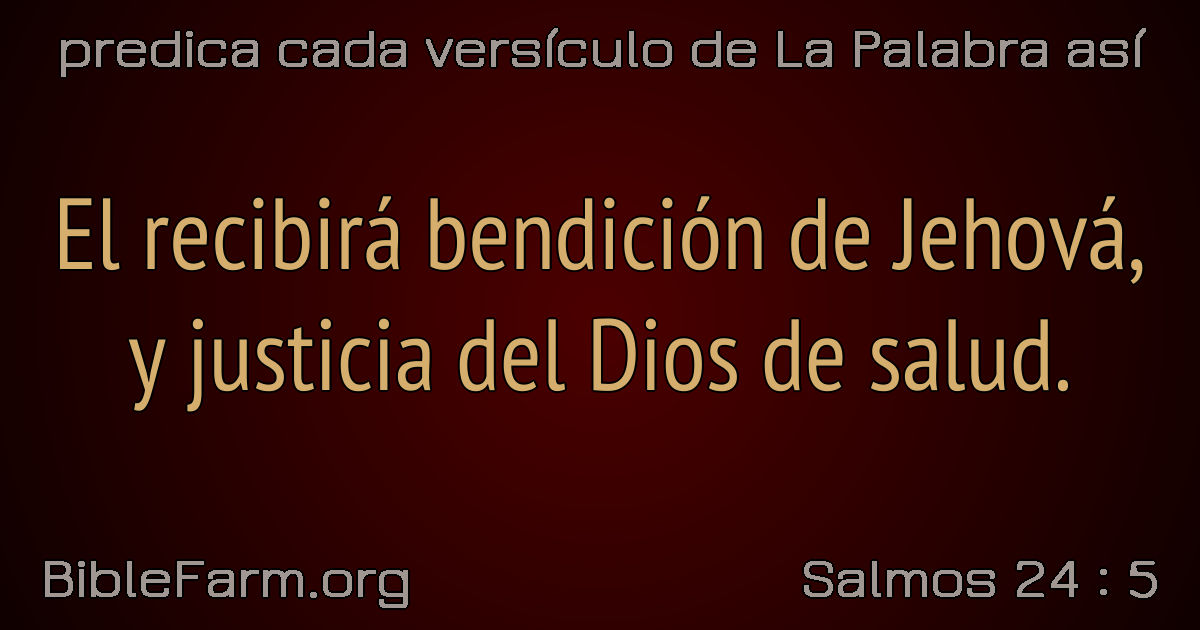 predica cada versículo de La Palabra así
El recibirá bendición de Jehová,
y justicia del Dios de salud.
BibleFarm.org
Salmos 24 : 5